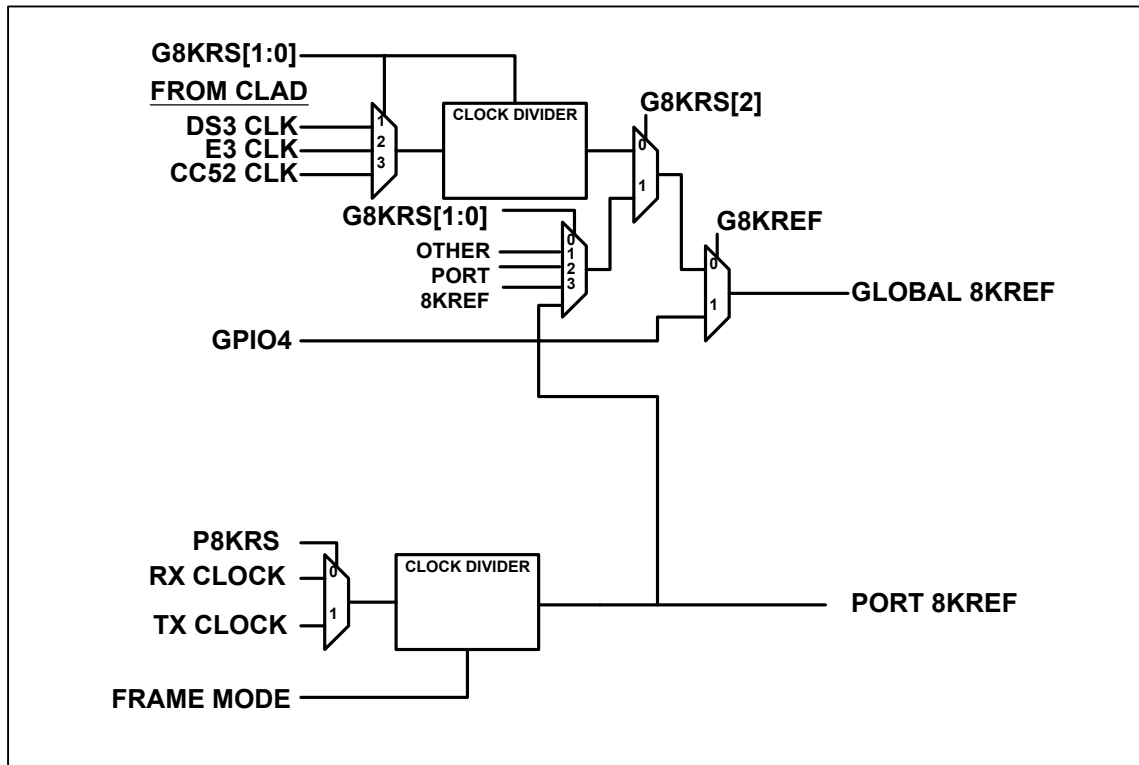 G8KRS[1:0]
FROM CLAD
DS3 CLK
E3 CLK
CC52 CLK
1
2
3
CLOCK DIVIDER
G8KRS[2]
0
1
G8KRS[1:0]
OTHER
PORT
8KREF
0
1
2
3
G8KREF
0
1
GLOBAL 8KREF
GPIO4
P8KRS
RX CLOCK
TX CLOCK
0
1
CLOCK DIVIDER
PORT 8KREF
FRAME MODE